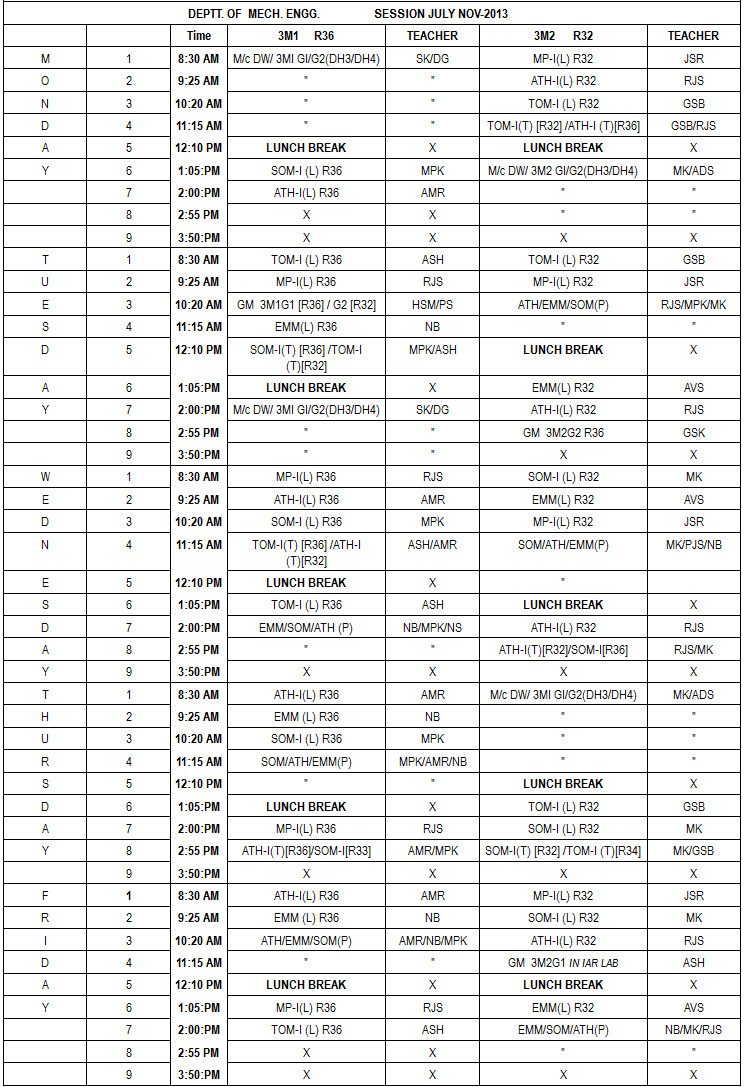 DEPTT. OF MECH. ENGG. SESSION JULY NOV-2013
Time 3M1 R36 TEACHER 3M2 R32 TEACHER
M 1 8:30 AM M/c DW/ 3MI GI/G2(DH3/DH4) SK/DG MP-I(L) R32 JSR
O 2 9:25 AM " " ATH-I(L) R32 RJS
N 3 10:20 AM " " TOM-I (L) R32 GSB
D 4 11:15 AM " " TOM-I(T) [R32] /ATH-I (T)[R36] GSB/RJS
A 5 12:10 PM LUNCH BREAK X LUNCH BREAK X
Y 6 1:05:PM SOM-I (L) R36 MPK M/c DW/ 3M2 GI/G2(DH3/DH4) MK/ADS
7 2:00:PM ATH-I(L) R36 AMR " "
8 2:55 PM X X " "
9 3:50:PM X X X X
T 1 8:30 AM TOM-I (L) R36 ASH TOM-I (L) R32 GSB
U 2 9:25 AM MP-I(L) R36 RJS MP-I(L) R32 JSR
E 3 10:20 AM GM 3M1G1 [R36] / G2 [R32] HSM/PS ATH/EMM/SOM(P) RJS/MPK/MK
S 4 11:15 AM EMM(L) R36 NB " "
D 5 12:10 PM SOM-I(T) [R36] /TOM-I MPK/ASH LUNCH BREAK X
(T)[R32]
A 6 1:05:PM LUNCH BREAK X EMM(L) R32 AVS
Y 7 2:00:PM M/c DW/ 3MI GI/G2(DH3/DH4) SK/DG ATH-I(L) R32 RJS
8 2:55 PM " " GM 3M2G2 R36 GSK
9 3:50:PM " " X X
W 1 8:30 AM MP-I(L) R36 RJS SOM-I (L) R32 MK
E 2 9:25 AM ATH-I(L) R36 AMR EMM(L) R32 AVS
D 3 10:20 AM SOM-I (L) R36 MPK MP-I(L) R32 JSR
N 4 11:15 AM TOM-I(T) [R36] /ATH-I ASH/AMR SOM/ATH/EMM(P) MK/PJS/NB
(T)[R32]
E 5 12:10 PM LUNCH BREAK X "
S 6 1:05:PM TOM-I (L) R36 ASH LUNCH BREAK X
D 7 2:00:PM EMM/SOM/ATH (P) NB/MPK/NS ATH-I(L) R32 RJS
A 8 2:55 PM " " ATH-I(T)[R32]/SOM-I[R36] RJS/MK
Y 9 3:50:PM X X X X
T 1 8:30 AM ATH-I(L) R36 AMR M/c DW/ 3MI GI/G2(DH3/DH4) MK/ADS
H 2 9:25 AM EMM (L) R36 NB " "
U 3 10:20 AM SOM-I (L) R36 MPK " "
R 4 11:15 AM SOM/ATH/EMM(P) MPK/AMR/NB " "
S 5 12:10 PM " " LUNCH BREAK X
D 6 1:05:PM LUNCH BREAK X TOM-I (L) R32 GSB
A 7 2:00:PM MP-I(L) R36 RJS SOM-I (L) R32 MK
Y 8 2:55 PM ATH-I(T)[R36]/SOM-I[R33] AMR/MPK SOM-I(T) [R32] /TOM-I (T)[R34] MK/GSB
9 3:50:PM X X X X
F 1 8:30 AM ATH-I(L) R36 AMR MP-I(L) R32 JSR
R 2 9:25 AM EMM (L) R36 NB SOM-I (L) R32 MK
I 3 10:20 AM ATH/EMM/SOM(P) AMR/NB/MPK ATH-I(L) R32 RJS
D 4 11:15 AM " " GM 3M2G1 IN IAR LAB ASH
A 5 12:10 PM LUNCH BREAK X LUNCH BREAK X
Y 6 1:05:PM MP-I(L) R36 RJS EMM(L) R32 AVS
7 2:00:PM TOM-I (L) R36 ASH EMM/SOM/ATH(P) NB/MK/RJS
8 2:55 PM X X " "
9 3:50:PM X X X X